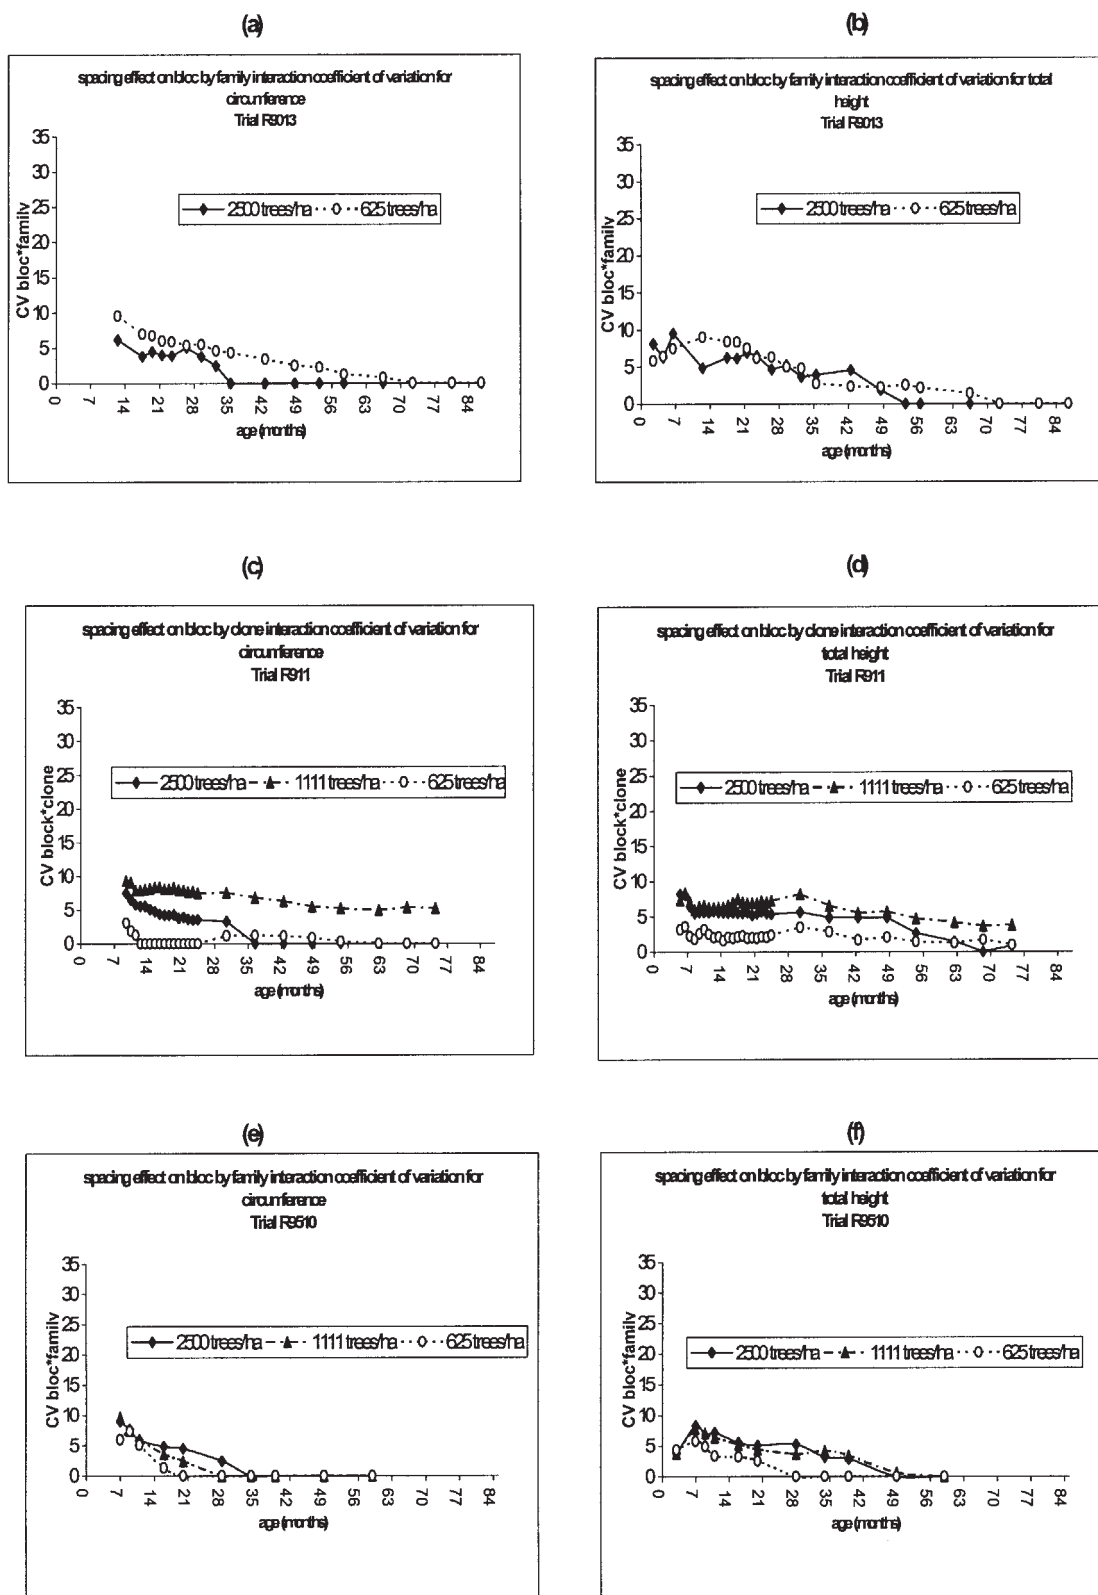 (a)
spacing effect on bloc by family interaction coefficient of variation for
circumference
Trial R9013
35
30
25
20
15
10
5
0
CV bloc*family
2500 trees/ha
625 trees/ha
0 7 14 21 28 35 42 49 56 63 70 77 84
age (months)
(b)
spacing effect on bloc by family interaction coefficient of variation for total
height
Trial R9013
35
30
25
20
15
10
5
0
CV bloc*family
2500 trees/ha
625 trees/ha
0 7 14 21 28 35 42 49 56 63 70 77 84
age (months)
(c)
spacing effect on bloc by clone interaction coefficient of variation for
circumference
Trial R911
35
30
25
20
15
10
5
0
CV block*clone
2500 trees/ha
1111 trees/ha
625 trees/ha
0 7 14 21 28 35 42 49 56 63 70 77 84
age (months)
(d)
spacing effect on bloc by clone interaction coefficient of variation for
total height
Trial R911
35
30
25
20
15
10
5
0
CV block*clone
2500 trees/ha
1111 trees/ha
625 trees/ha
0 7 14 21 28 35 42 49 56 63 70 77 84
age (months)
(e)
spacing effect on bloc by family interaction coefficient of variation for
circumference
Trial R9510
35
30
25
20
15
10
5
0
CV bloc*family
2500 trees/ha
1111 trees/ha
625 trees/ha
0 7 14 21 28 35 42 49 56 63 70 77 84
age (months)
(f)
spacing effect on bloc by family interaction coefficient of variation for
total height
Trial R9510
35
30
25
20
15
10
5
0
CV bloc*family
2500 trees/ha
1111 trees/ha
625 trees/ha
0 7 14 21 28 35 42 49 56 63 70 77 84
age (months)